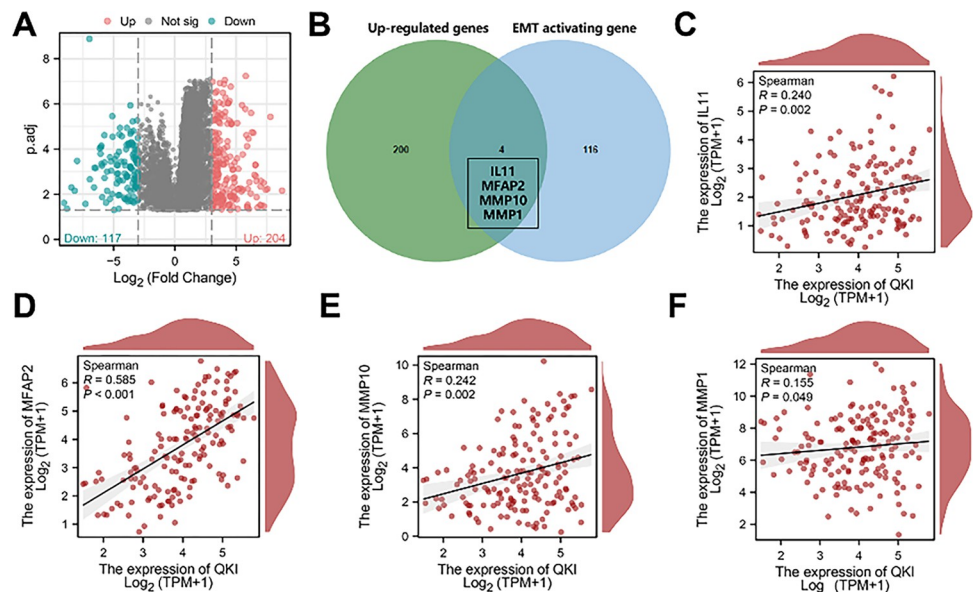 A
Up Not sig Down
8
6
4
2
0
p.adj
Down: 117
Up: 204
−5 0 5
Log2 (Fold Change)
B
Up-regulated genes EMT activating gene
200
4
116
IL11
MFAP2
MMP10
MMP1
C
Spearman
R = 0.240
P = 0.002
6
5
4
3
2
1
The expression of IL11
Log2 (TPM+1)
2 3 4 5
The expression of QKI
Log2 (TPM+1)
D
Spearman
R = 0.585
P < 0.001
6
5
4
3
2
1
The expression of MFAP2
Log2 (TPM+1)
2 3 4 5
The expression of QKI
Log2 (TPM+1)
E
Spearman
R = 0.242
P = 0.002
10
8
6
4
2
0
The expression of MMP10
Log2 (TPM+1)
2 3 4 5
The expression of QKI
Log2 (TPM+1)
F
Spearman
R = 0.155
P = 0.049
12
10
8
6
4
2
The expression of MMP1
Log2 (TPM+1)
2 3 4 5
The expression of QKI
Log (TPM+1)